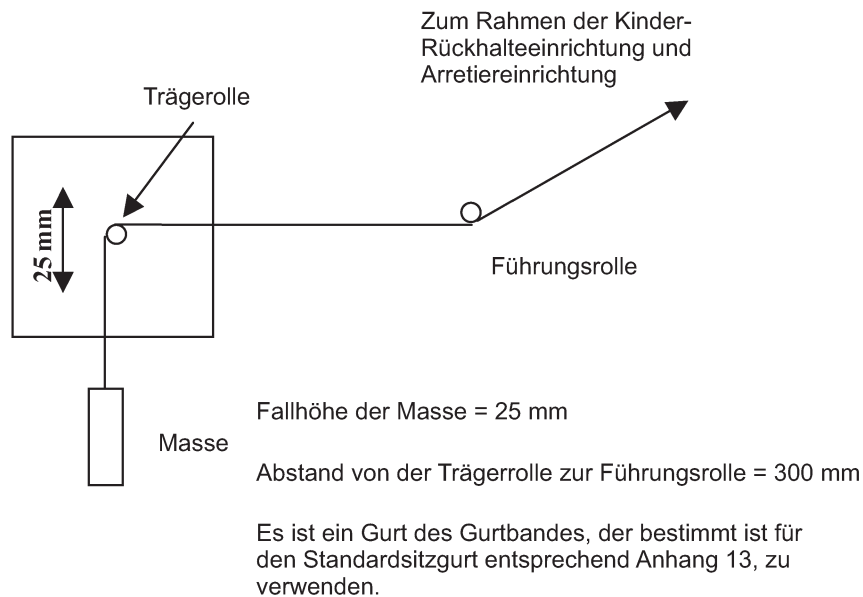 Zum Rahmen der Kinder-
Rückhalteeinrichtung und
Arretiereinrichtung
Trägerolle
25 mm
Führungsrolle
Fallhöhe der Masse = 25 mm
Masse
Abstand von der Trägerrolle zur Führungsrolle = 300 mm
Es ist ein Gurt des Gurtbandes, der bestimmt ist für
den Standardsitzgurt entsprechend Anhang 13, zu
verwenden.